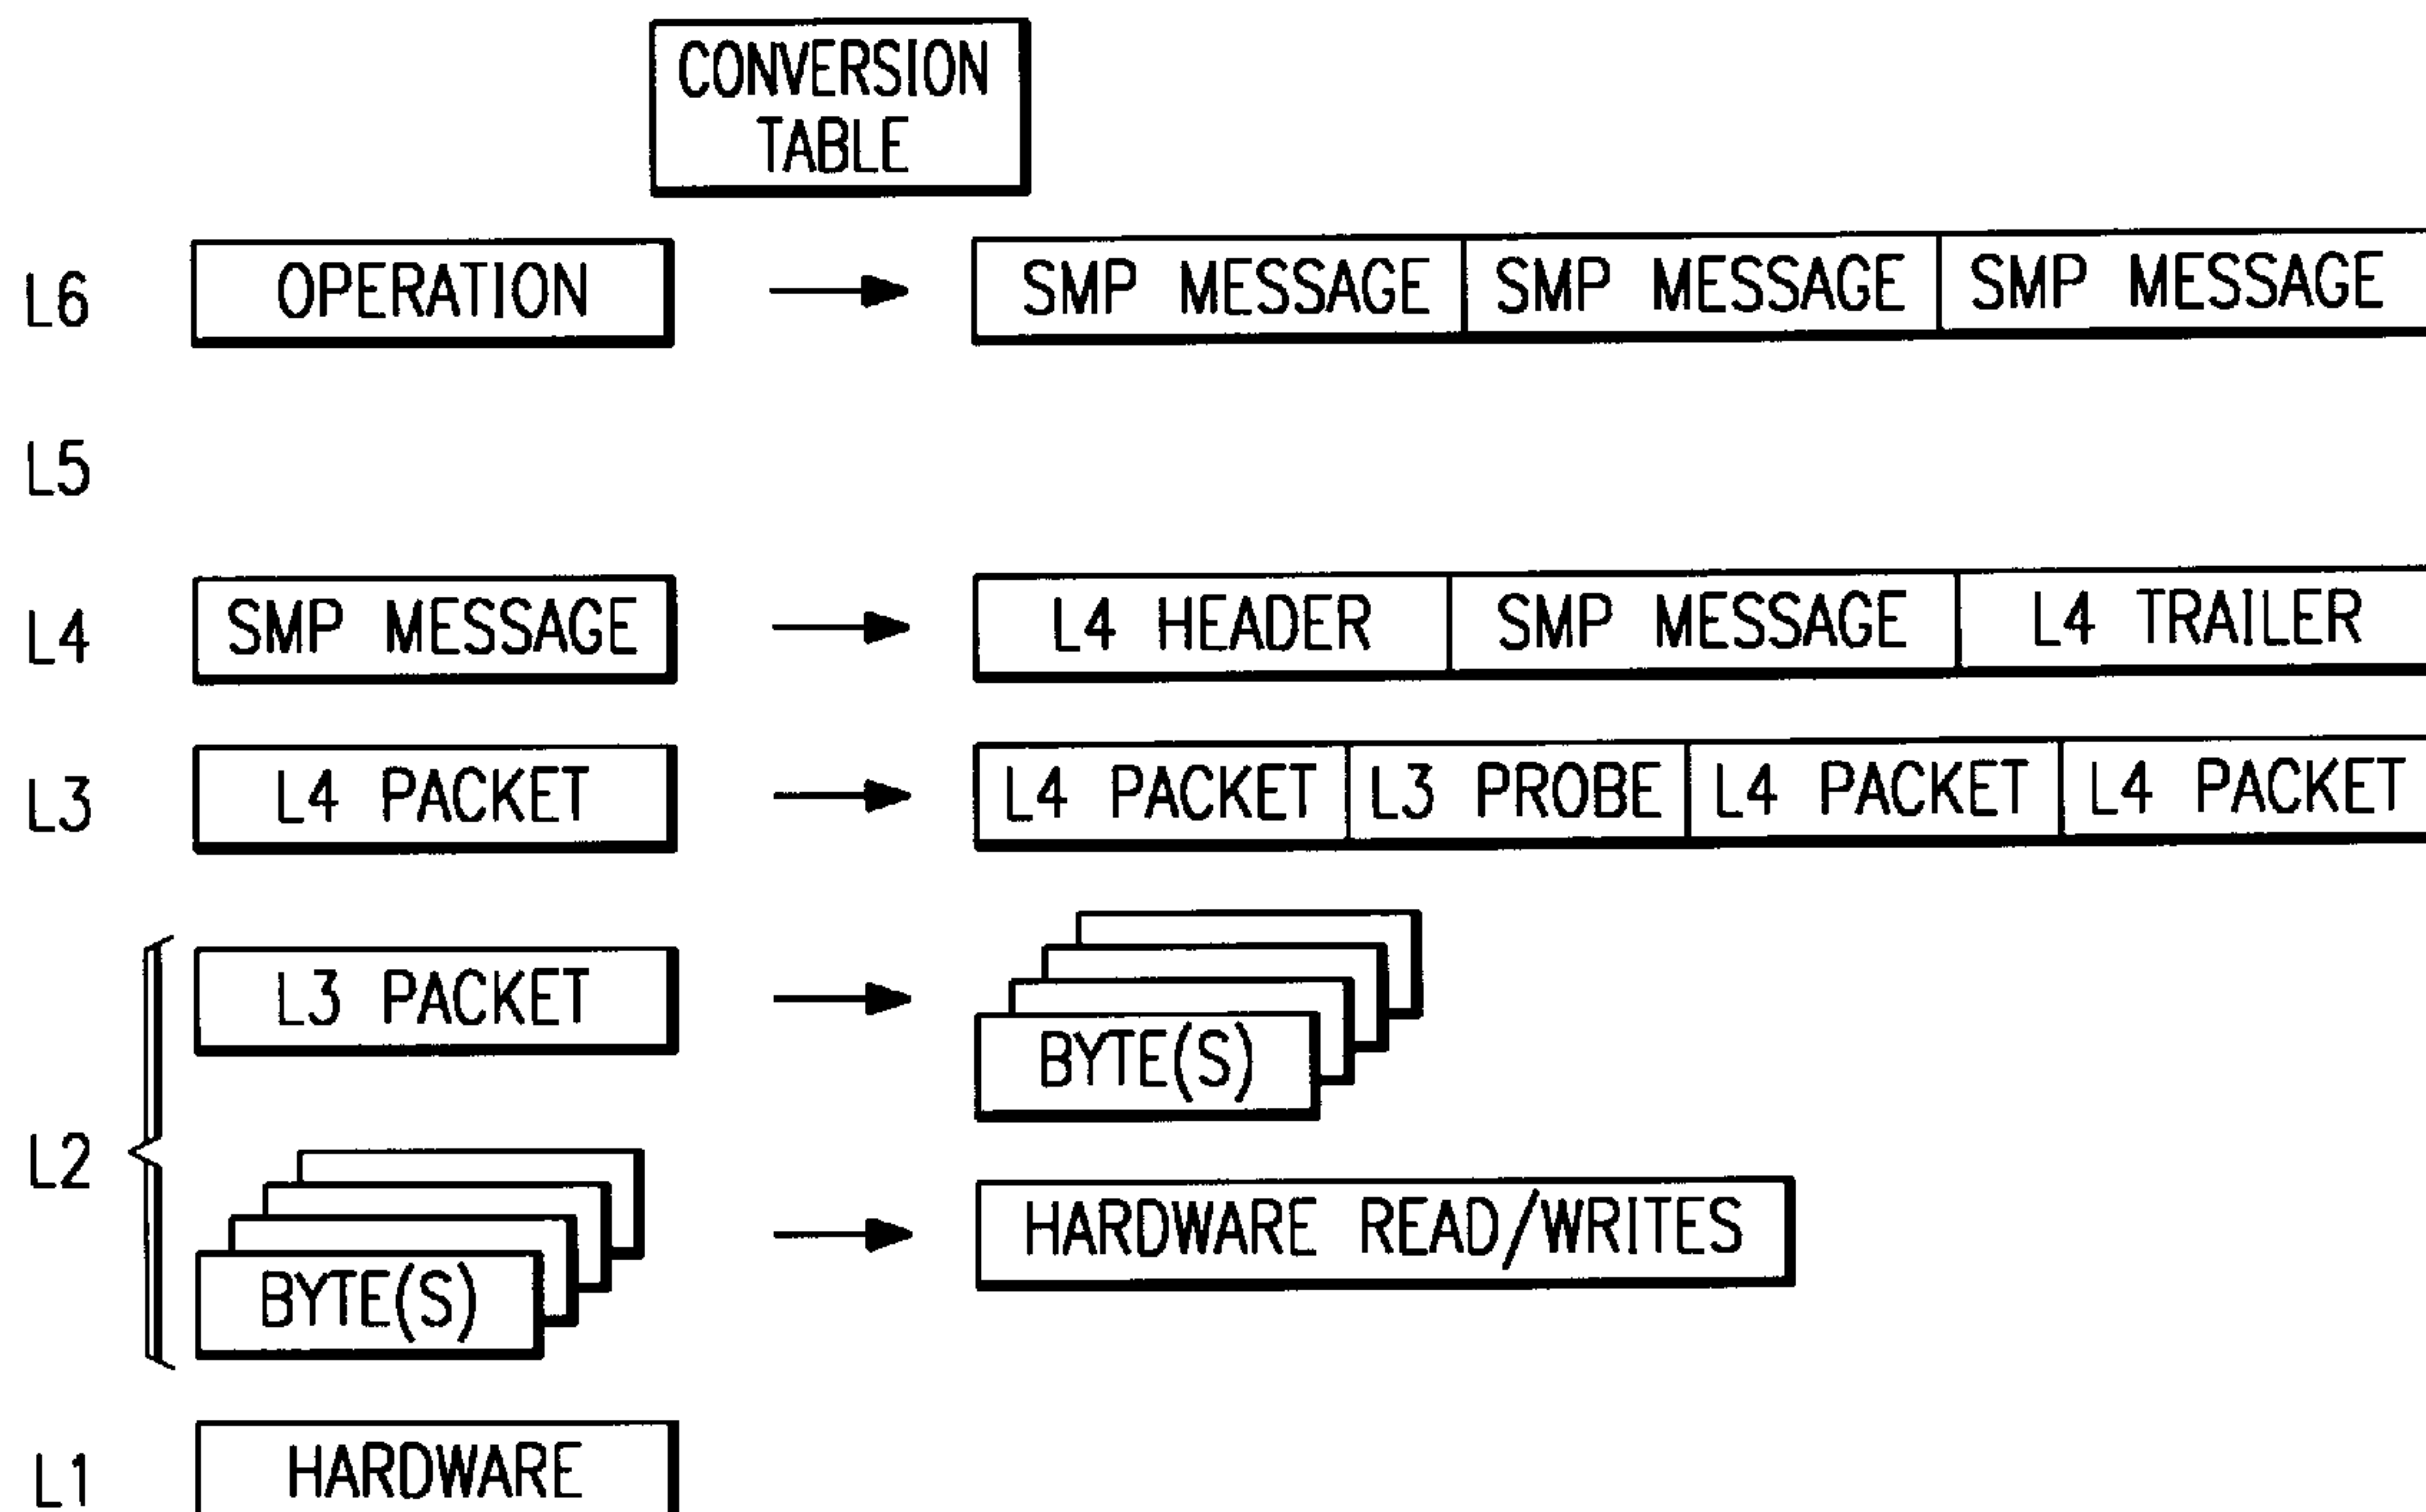 CONVERSION
TABLE
L6 OPERATION SMP MESSAGE SMP MESSAGE SMP MESSAGE
L5
L4 SMP MESSAGE L4 HEADER SMP MESSAGE L4 TRAILER
L3 L4 PACKET L4 PACKET L3 PROBE L4 PACKET L4 PACKET
L3 PACKET BYTE(S)
L2
BYTE(S) HARDWARE READ/WRITES
L1 HARDWARE